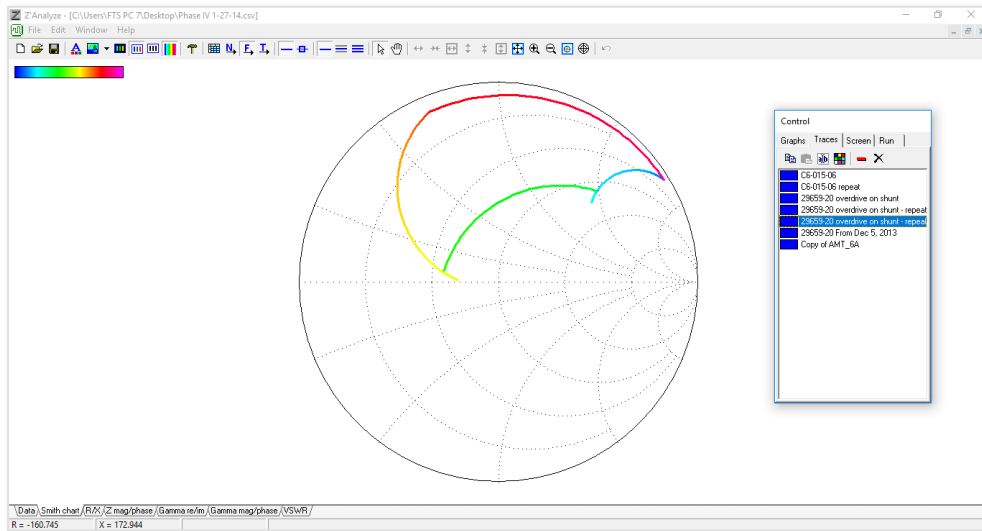 Z'Analyze - [C:\Users\FTS PC 7\Desktop\Phase IV 1-27-14.csv]
File Edit Window Help
Control
Graphs Traces Screen Run
C6-015-06
C6-015-06 repeat
29659-20 overdrive on shunt
29659-20 overdrive on shunt - repeat
29659-20 overdrive on shunt - repeat
29659-20 From Dec 5, 2013
Copy of AMT_6A
Data Smith chart R/X Z mag/phase Gamma re/im Gamma mag/phase VSWR
R = -160.745 X = 172.944